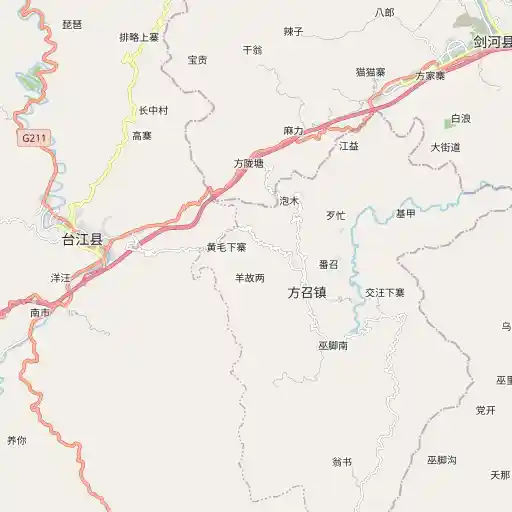 琵琶
八郎
排略上寨
辣子
剑河县
干翁
宝贡
猫猫寨
方家寨
长中村
白浪
高寨
G211
麻力
江益
大街道
方陇塘
泡木
歹忙
基甲
台江县
黄毛下寨
番召
洋汪
羊故两
方召镇
交汪下寨
南市
乌
巫脚南
巫里
党开
养你
翁书
巫脚沟
天那